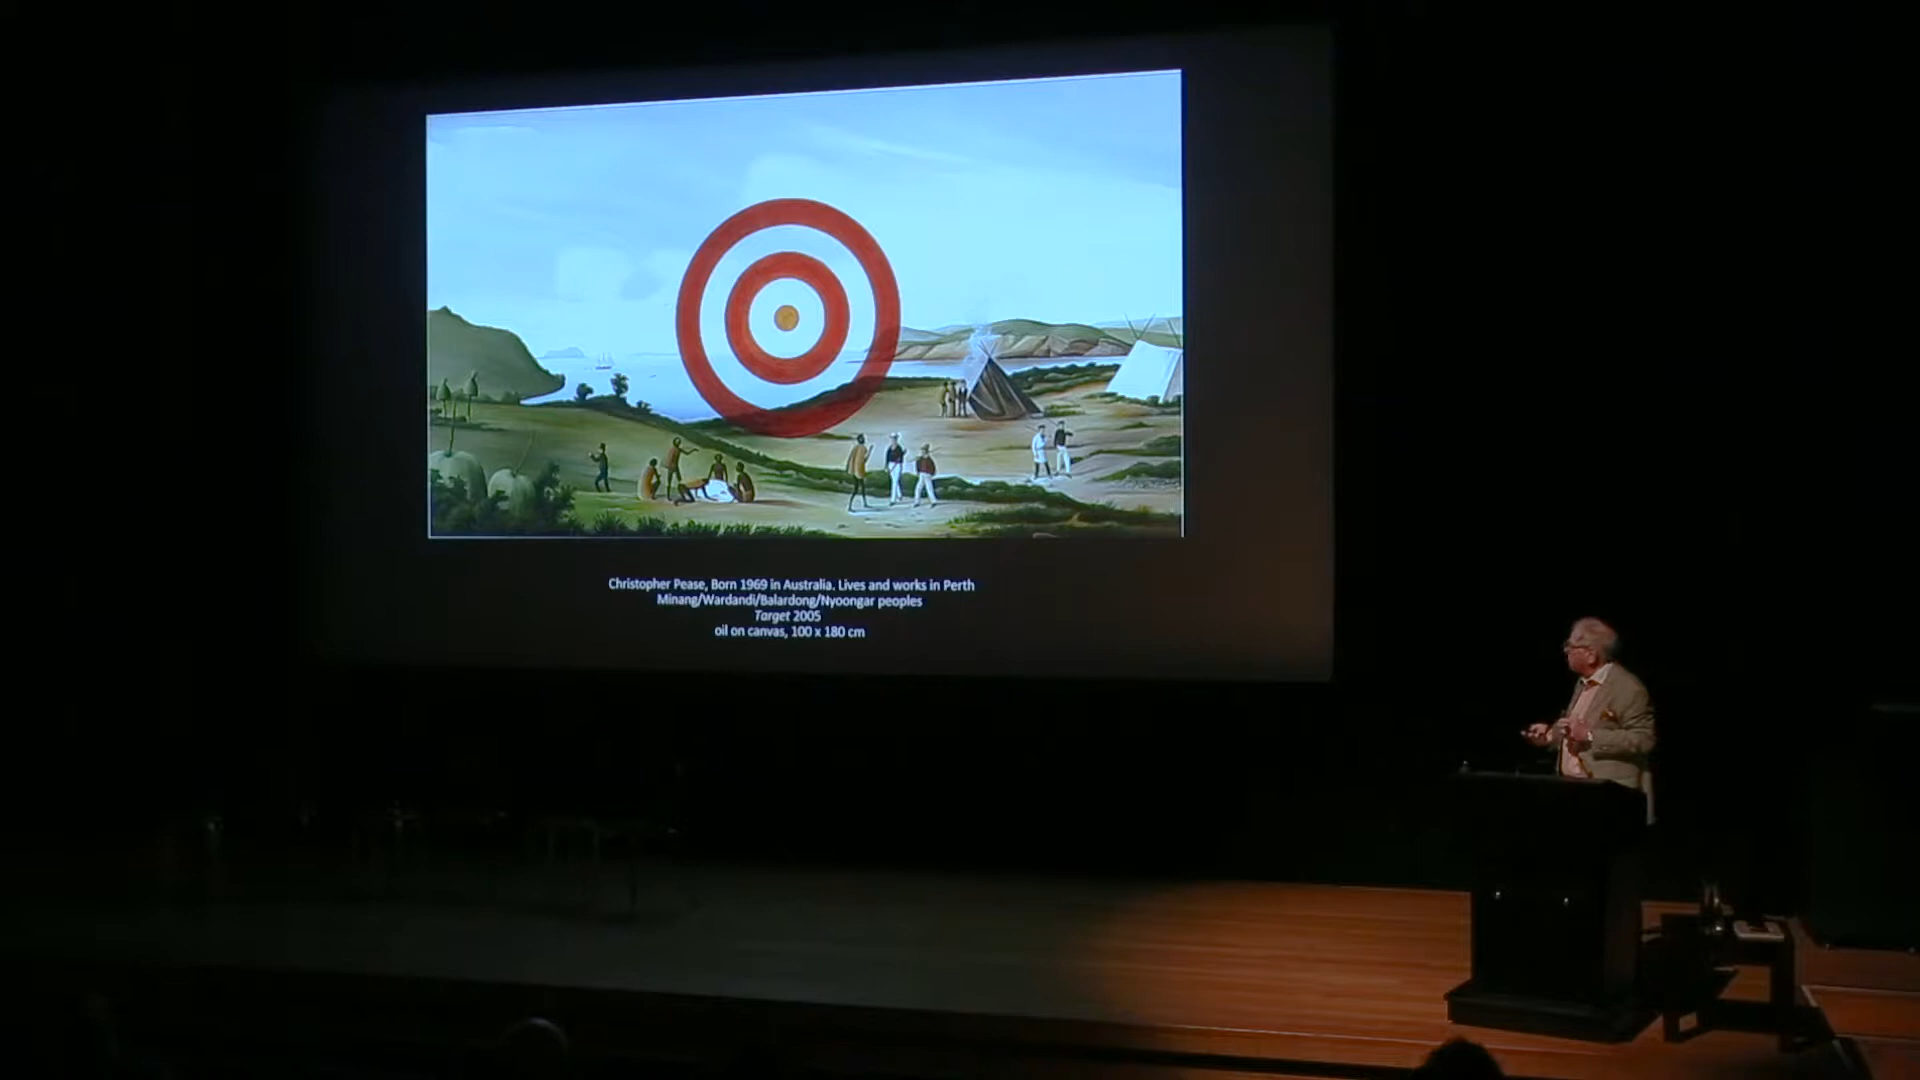 Christopher Pease, Born 1969 in Australia. Lives and works in Perth
Minang/Wardandi/Balardong/Nyoongar peoples
Target 2005
oil on canvas, 100 x 180 cm